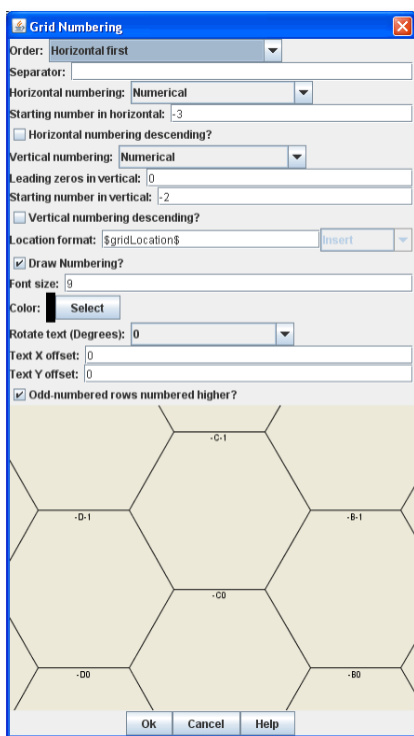 Grid Numbering
Order: Horizontal first
Separator:
Horizontal numbering: Numerical
Starting number in horizontal: -3
Horizontal numbering descending?
Vertical numbering: Numerical
Leading zeros in vertical: 0
Starting number in vertical: -2
Vertical numbering descending?
Location format: $gridLocation$ Insert
Draw Numbering?
Font size: 9
Color: Select
Rotate text (Degrees): 0
Text X offset: 0
Text Y offset: 0
Odd-numbered rows numbered higher?
-C-1
-D-1 -B-1
-C0
-D0 -B0
Ok Cancel Help